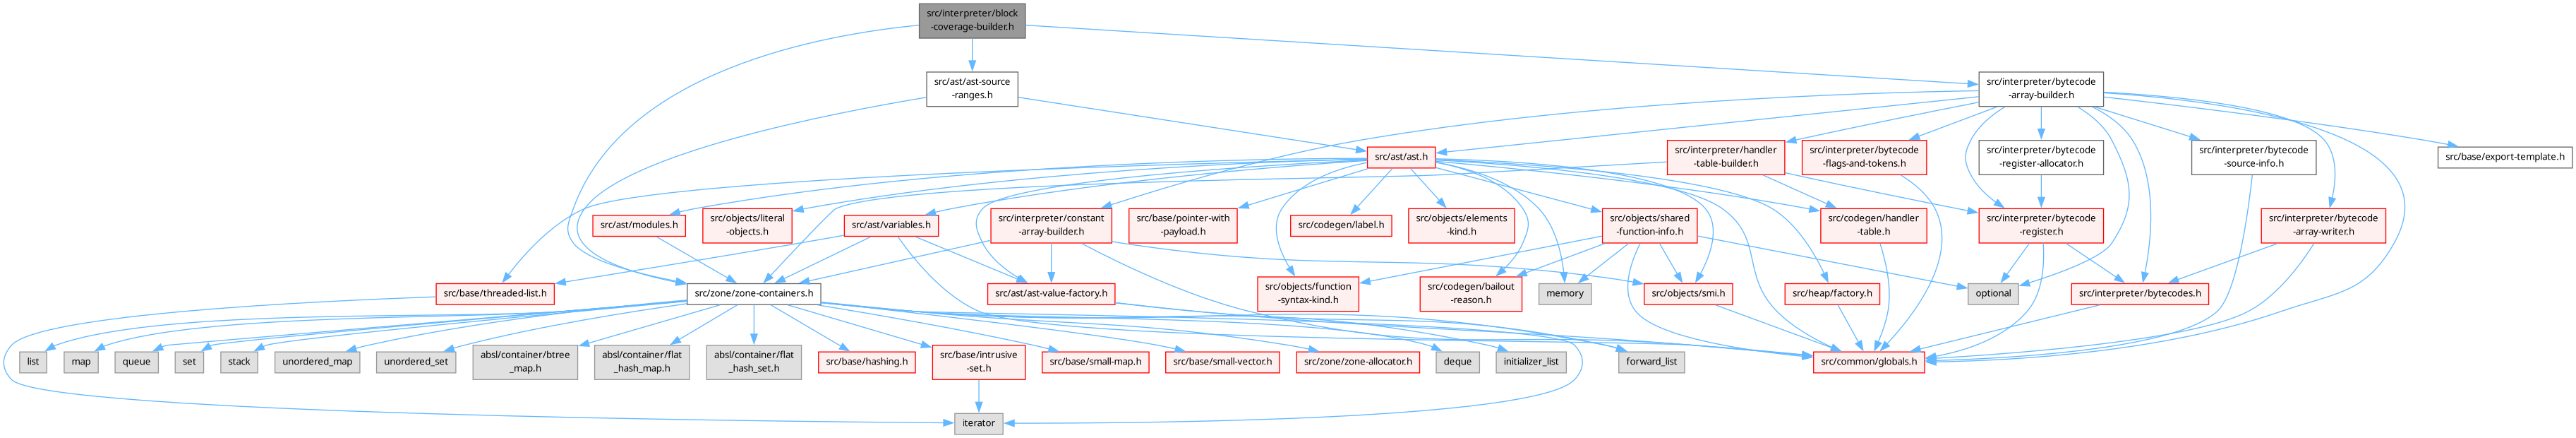 src/interpreter/block
-coverage-builder.h
src/ast/ast-source
-ranges.h
src/interpreter/bytecode
-array-builder.h
src/ast/ast.h
src/interpreter/handler
-table-builder.h
src/interpreter/bytecode
-flags-and-tokens.h
src/interpreter/bytecode
-register-allocator.h
src/interpreter/bytecode
-source-info.h
src/base/export-template.h
src/ast/modules.h
src/objects/literal
-objects.h
src/ast/variables.h
src/interpreter/constant
-array-builder.h
src/base/pointer-with
-payload.h
src/codegen/label.h
src/objects/elements
-kind.h
src/objects/shared
-function-info.h
src/codegen/handler
-table.h
src/interpreter/bytecode
-register.h
src/interpreter/bytecode
-array-writer.h
src/base/threaded-list.h
src/zone/zone-containers.h
src/ast/ast-value-factory.h
src/objects/function
-syntax-kind.h
src/codegen/bailout
-reason.h
memory
src/objects/smi.h
src/heap/factory.h
optional
src/interpreter/bytecodes.h
list
map
queue
set
stack
unordered_map
unordered_set
absl/container/btree
_map.h
absl/container/flat
_hash_map.h
absl/container/flat
_hash_set.h
src/base/hashing.h
src/base/intrusive
-set.h
src/base/small-map.h
src/base/small-vector.h
src/zone/zone-allocator.h
deque
initializer_list
forward_list
src/common/globals.h
iterator